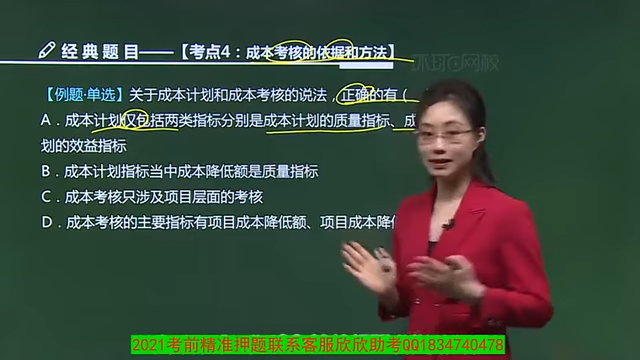 经典题目——【考点4：成本考核的依据和方法】
环球网校
【例题·单选】关于成本计划和成本考核的说法，正确的有（
A．成本计划仅包括两类指标分别是成本计划的质量指标、成
划的效益指标
B．成本计划指标当中成本降低额是质量指标
C．成本考核只涉及项目层面的考核
D．成本考核的主要指标有项目成本降低额、项目成本降
2021考前精准押题联系客服欣欣助考QQ1834740478